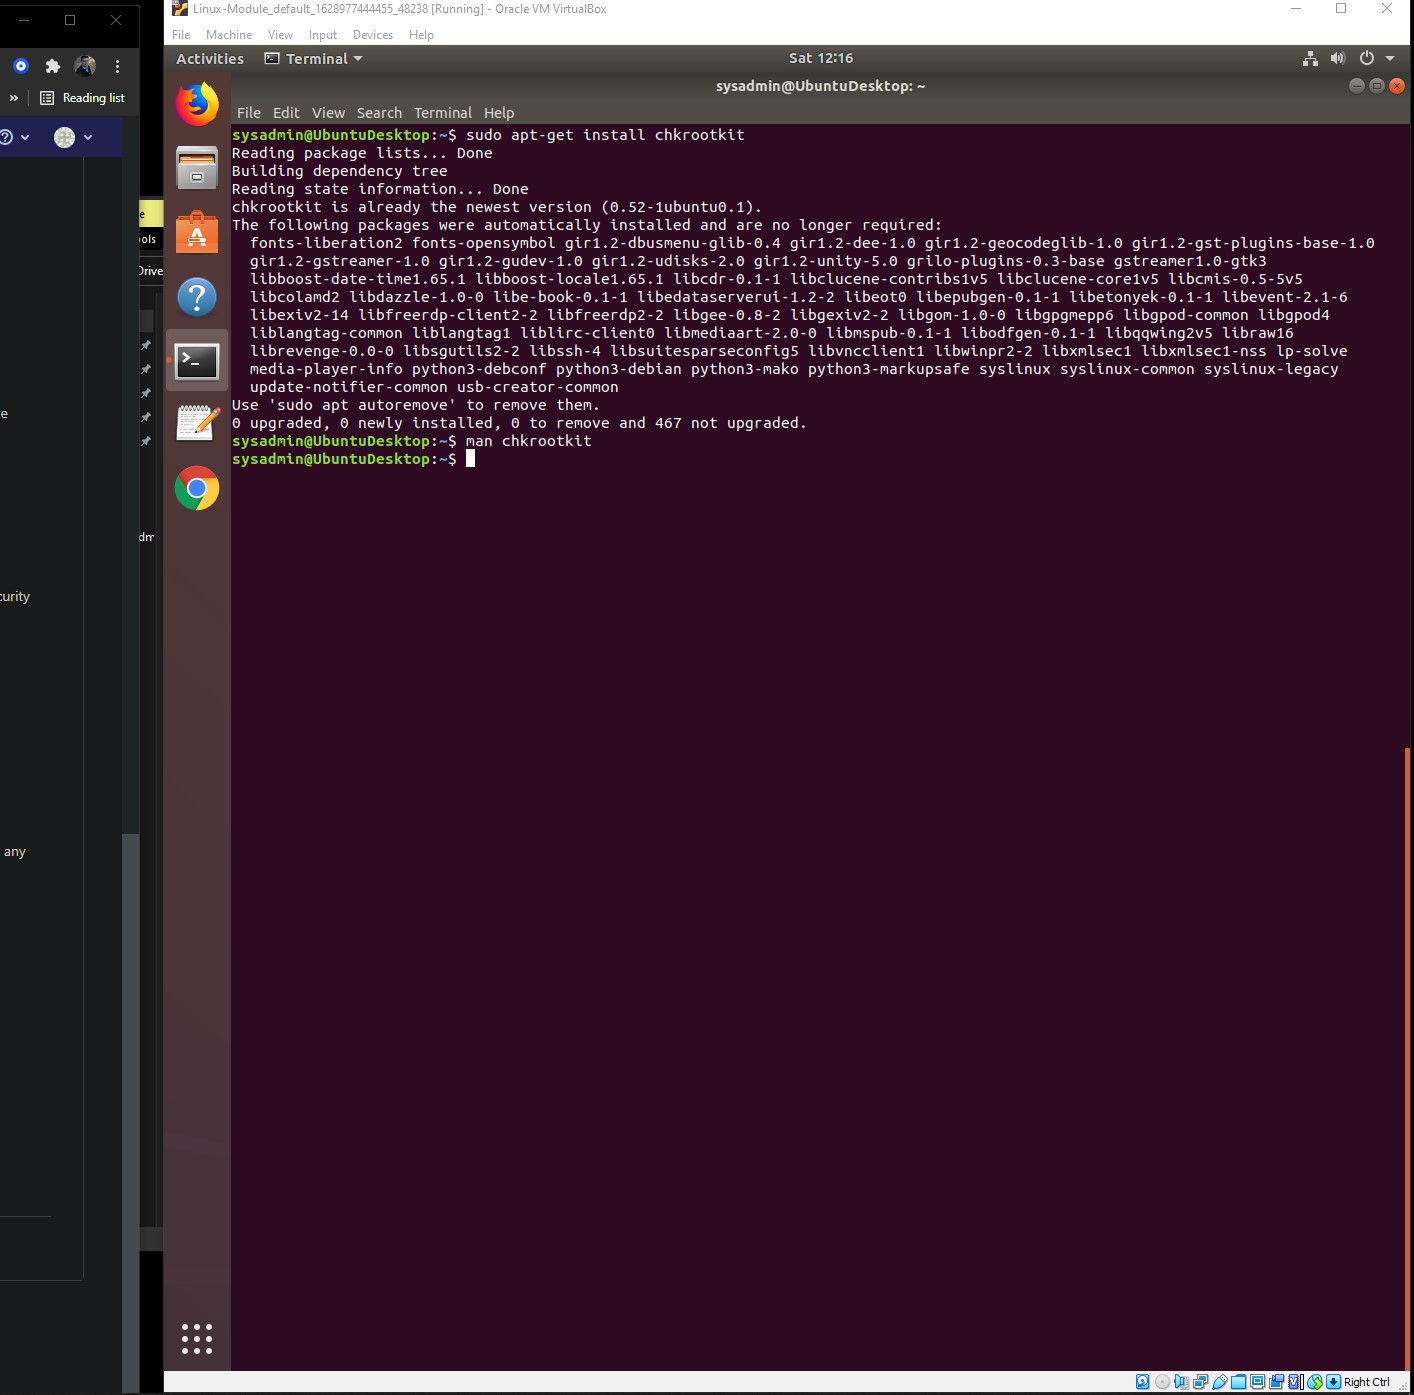 Linux-Module_default_1628977444455_48238 [Running] - Oracle VM VirtualBox
File Machine View Input Devices Help
Activities Terminal Sat 12:16
sysadmin@UbuntuDesktop: ~
Reading list
File Edit View Search Terminal Help
sysadmin@UbuntuDesktop:~$ sudo apt-get install chkrootkit
Reading package lists... Done
Building dependency tree
Reading state information... Done
chkrootkit is already the newest version (0.52-1ubuntu0.1).
The following packages were automatically installed and are no longer required:
fonts-liberation2 fonts-opensymbol gir1.2-dbusmenu-glib-0.4 gir1.2-dee-1.0 gir1.2-geocodeglib-1.0 gir1.2-gst-plugins-base-1.0
gir1.2-gstreamer-1.0 gir1.2-gudev-1.0 gir1.2-udisks-2.0 gir1.2-unity-5.0 grilo-plugins-0.3-base gstreamer1.0-gtk3
libboost-date-time1.65.1 libboost-locale1.65.1 libcdr-0.1-1 libclucene-contribs1v5 libclucene-core1v5 libcmis-0.5-5v5
libcolamd2 libdazzle-1.0-0 libe-book-0.1-1 libedataserverui-1.2-2 libeot0 libepubgen-0.1-1 libetonyek-0.1-1 libevent-2.1-6
libexiv2-14 libfreerdp-client2-2 libfreerdp2-2 libgee-0.8-2 libgexiv2-2 libgom-1.0-0 libgpgmepp6 libgpod-common libgpod4
liblangtag-common liblangtag1 liblirc-client0 libmediaart-2.0-0 libmspub-0.1-1 libodfgen-0.1-1 libqqwing2v5 libraw16
librevenge-0.0-0 libsgutils2-2 libssh-4 libsuitesparseconfig5 libvncclient1 libwinpr2-2 libxmlsec1 libxmlsec1-nss lp-solve
media-player-info python3-debconf python3-debian python3-mako python3-markupsafe syslinux syslinux-common syslinux-legacy
update-notifier-common usb-creator-common
Use 'sudo apt autoremove' to remove them.
0 upgraded, 0 newly installed, 0 to remove and 467 not upgraded.
sysadmin@UbuntuDesktop:~$ man chkrootkit
sysadmin@UbuntuDesktop:~$
e
ols
Drive
e
dm
curity
any
Right Ctrl